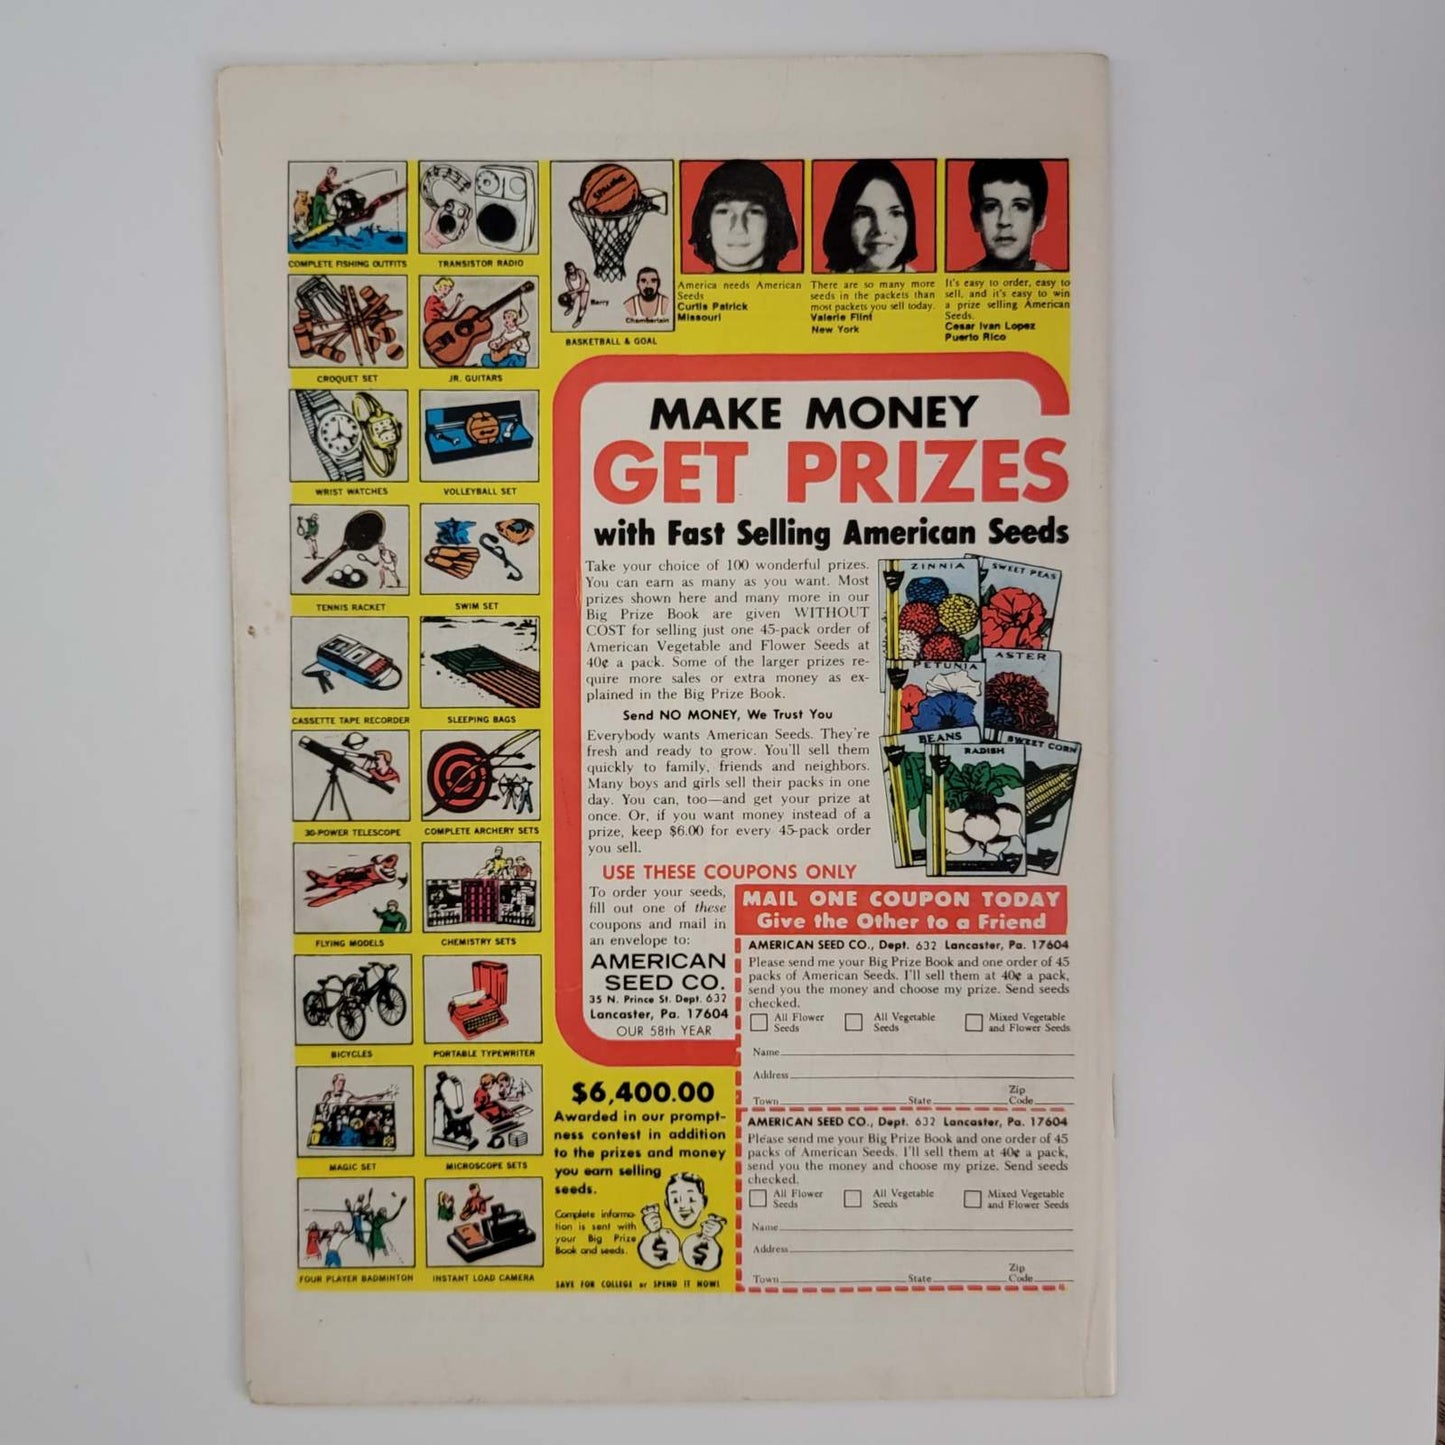 COMPLETE FISHING OUTFITS
TRANSISTOR RADIO
SPALDING
Barry
Chamberlain
BASKETBALL & GOAL
America needs American
Seeds
Curtis Patrick
Missouri
There are so many more
seeds in the packets than
most packets you sell today.
Valerie Flint
New York
It's easy to order, easy to
sell, and it's easy to win
a prize selling American
Seeds.
Cesar Ivan Lopez
Puerto Rico
CROQUET SET
JR. GUITARS
WRIST WATCHES
VOLLEYBALL SET
TENNIS RACKET
SWIM SET
CASSETTE TAPE RECORDER
SLEEPING BAGS
30-POWER TELESCOPE
COMPLETE ARCHERY SETS
FLYING MODELS
CHEMISTRY SETS
BICYCLES
PORTABLE TYPEWRITER
MAGIC SET
MICROSCOPE SETS
FOUR PLAYER BADMINTON
INSTANT LOAD CAMERA
MAKE MONEY
GET PRIZES
with Fast Selling American Seeds
Take your choice of 100 wonderful prizes.
You can earn as many as you want. Most
prizes shown here and many more in our
Big Prize Book are given WITHOUT
COST for selling just one 45-pack order of
American Vegetable and Flower Seeds at
40¢ a pack. Some of the larger prizes re-
quire more sales or extra money as ex-
plained in the Big Prize Book.
Send NO MONEY, We Trust You
Everybody wants American Seeds. They're
fresh and ready to grow. You'll sell them
quickly to family, friends and neighbors.
Many boys and girls sell their packs in one
day. You can, too—and get your prize at
once. Or, if you want money instead of a
prize, keep $6.00 for every 45-pack order
you sell.
ZINNIA
SWEET PEAS
PETUNIA
ASTER
BEANS
RADISH
SWEET CORN
USE THESE COUPONS ONLY
To order your seeds,
fill out one of these
coupons and mail in
an envelope to:
AMERICAN
SEED CO.
35 N. Prince St. Dept. 632
Lancaster, Pa. 17604
OUR 58th YEAR
MAIL ONE COUPON TODAY
Give the Other to a Friend
AMERICAN SEED CO., Dept. 632 Lancaster, Pa. 17604
Please send me your Big Prize Book and one order of 45
packs of American Seeds. I'll sell them at 40¢ a pack,
send you the money and choose my prize. Send seeds
checked.
All Flower
Seeds
All Vegetable
Seeds
Mixed Vegetable
and Flower Seeds
Name
Address
Zip
Town State Code
AMERICAN SEED CO., Dept. 632 Lancaster, Pa. 17604
Please send me your Big Prize Book and one order of 45
packs of American Seeds. I'll sell them at 40¢ a pack,
send you the money and choose my prize. Send seeds
checked.
All Flower
Seeds
All Vegetable
Seeds
Mixed Vegetable
and Flower Seeds
Name
Address
Zip
Town State Code
$6,400.00
Awarded in our prompt-
ness contest in addition
to the prizes and money
you earn selling
seeds.
Complete informa-
tion is sent with
your Big Prize
Book and seeds.
$ $
SAVE FOR COLLEGE or SPEND IT NOW!